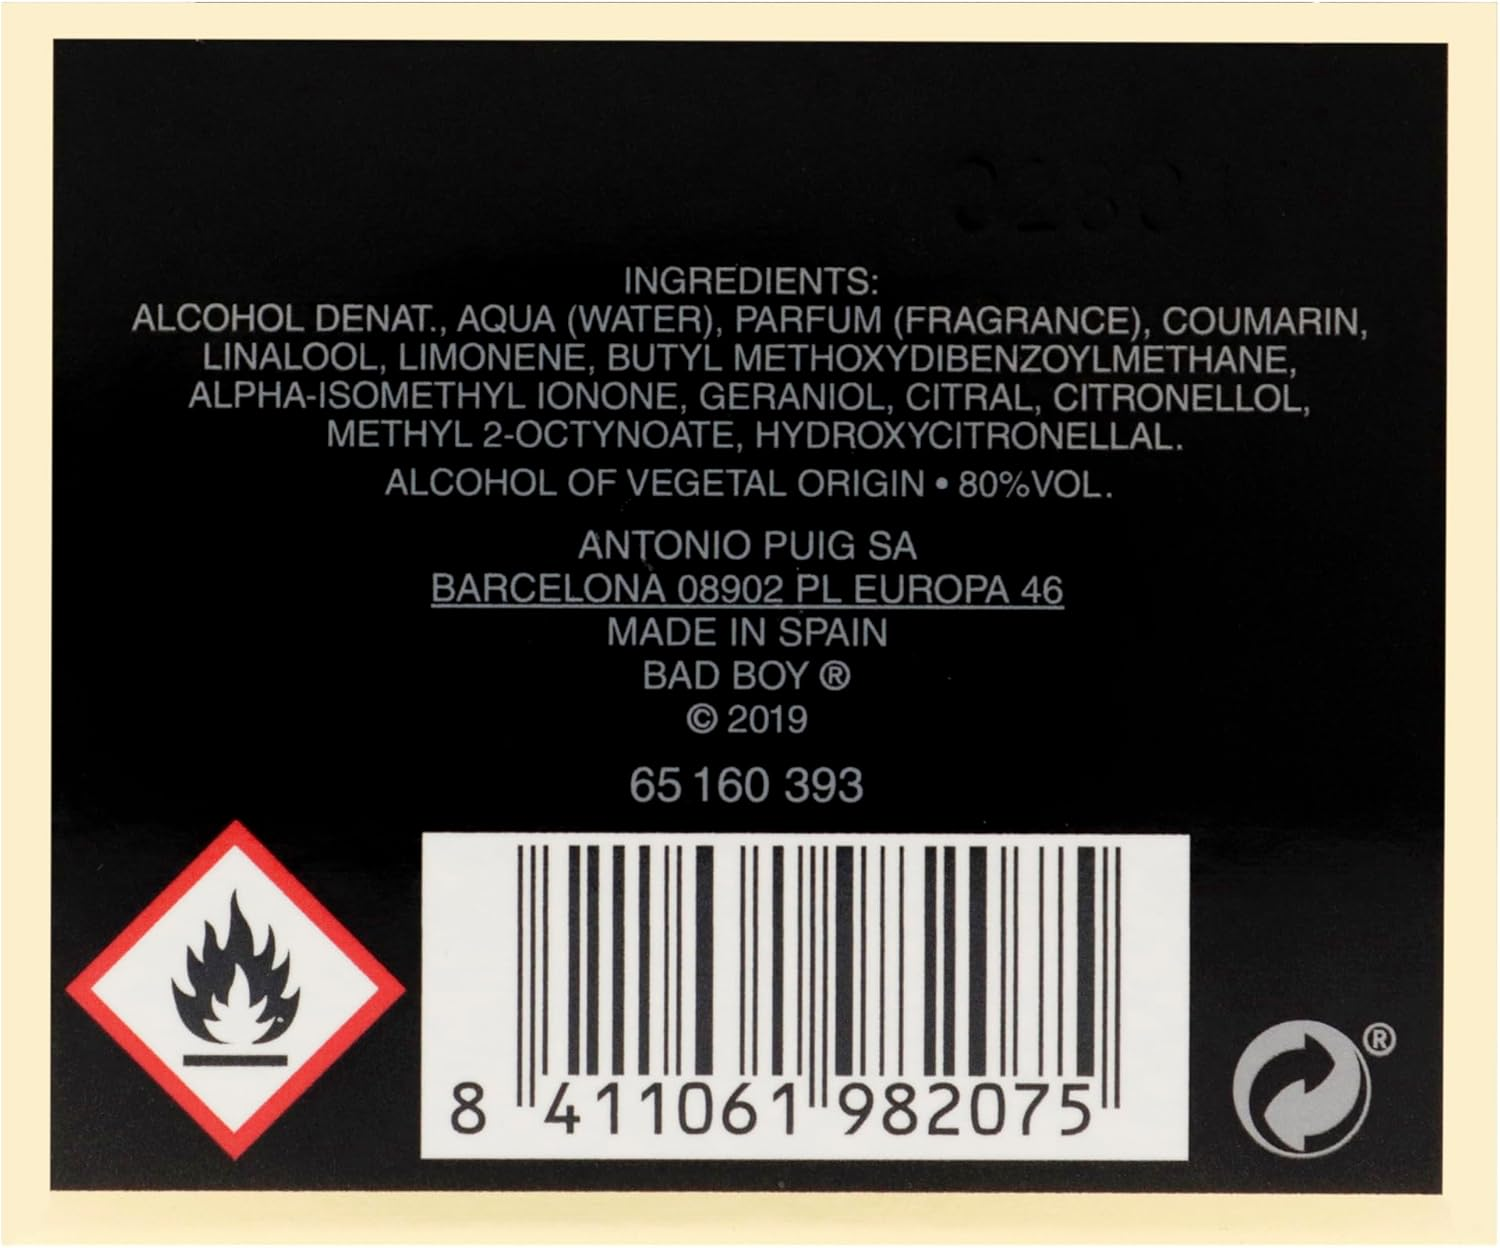 INGREDIENTS:
ALCOHOL DENAT., AQUA (WATER), PARFUM (FRAGRANCE), COUMARIN,
LINALOOL, LIMONENE, BUTYL METHOXYDIBENZOYLMETHANE,
ALPHA-ISOMETHYL IONONE, GERANIOL, CITRAL, CITRONELLOL,
METHYL 2-OCTYNOATE, HYDROXYCITRONELLAL.
ALCOHOL OF VEGETAL ORIGIN • 80%VOL.
ANTONIO PUIG SA
BARCELONA 08902 PL EUROPA 46
MADE IN SPAIN
BAD BOY ®
© 2019
65 160 393
8 411061 982075
®